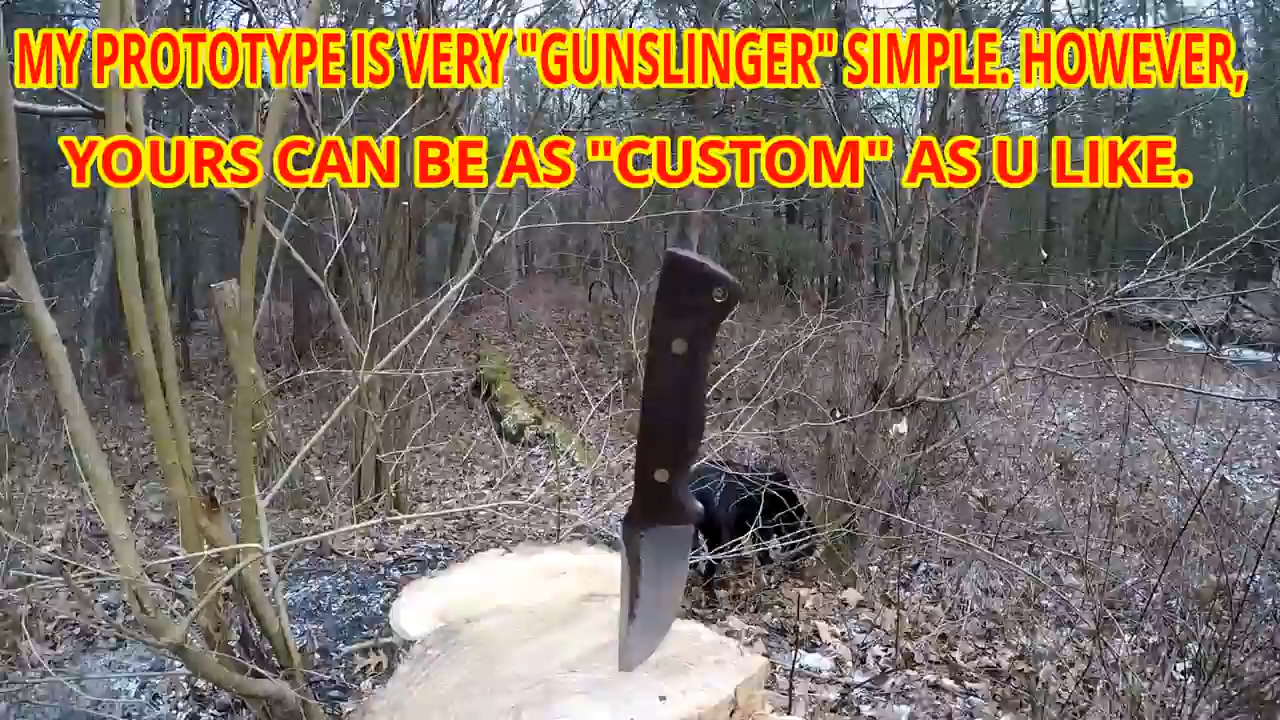 MY PROTOTYPE IS VERY "GUNSLINGER" SIMPLE. HOWEVER,
YOURS CAN BE AS "CUSTOM" AS U LIKE.